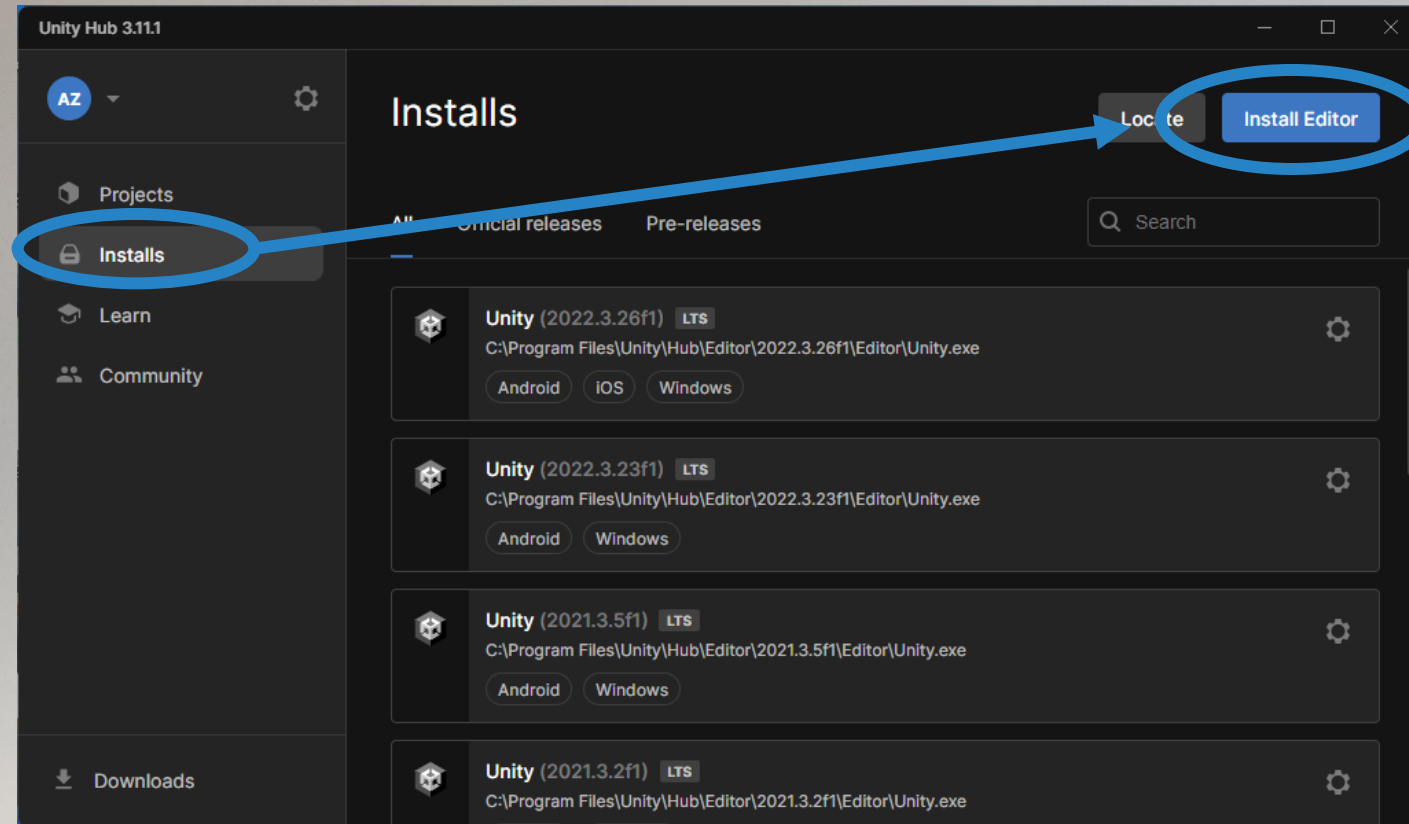 Unity Hub 3.11.1
AZ
Installs
Locate
Install Editor
Projects
Installs
Learn
Community
All
Official releases
Pre-releases
Search
Unity (2022.3.26f1) LTS
C:\Program Files\Unity\Hub\Editor\2022.3.26f1\Editor\Unity.exe
Android iOS Windows
Unity (2022.3.23f1) LTS
C:\Program Files\Unity\Hub\Editor\2022.3.23f1\Editor\Unity.exe
Android Windows
Unity (2021.3.5f1) LTS
C:\Program Files\Unity\Hub\Editor\2021.3.5f1\Editor\Unity.exe
Android Windows
Unity (2021.3.2f1) LTS
C:\Program Files\Unity\Hub\Editor\2021.3.2f1\Editor\Unity.exe
Downloads